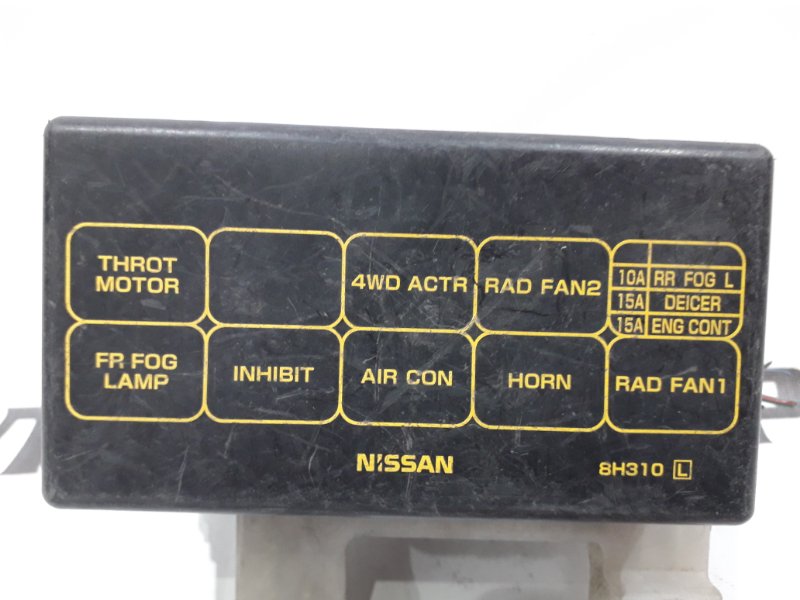 THROT
MOTOR
4WD ACTR
RAD FAN2
10A RR FOG L
15A DEICER
15A ENG CONT
FR FOG
LAMP
INHIBIT
AIR CON
HORN
RAD FAN1
NISSAN
8H310 L